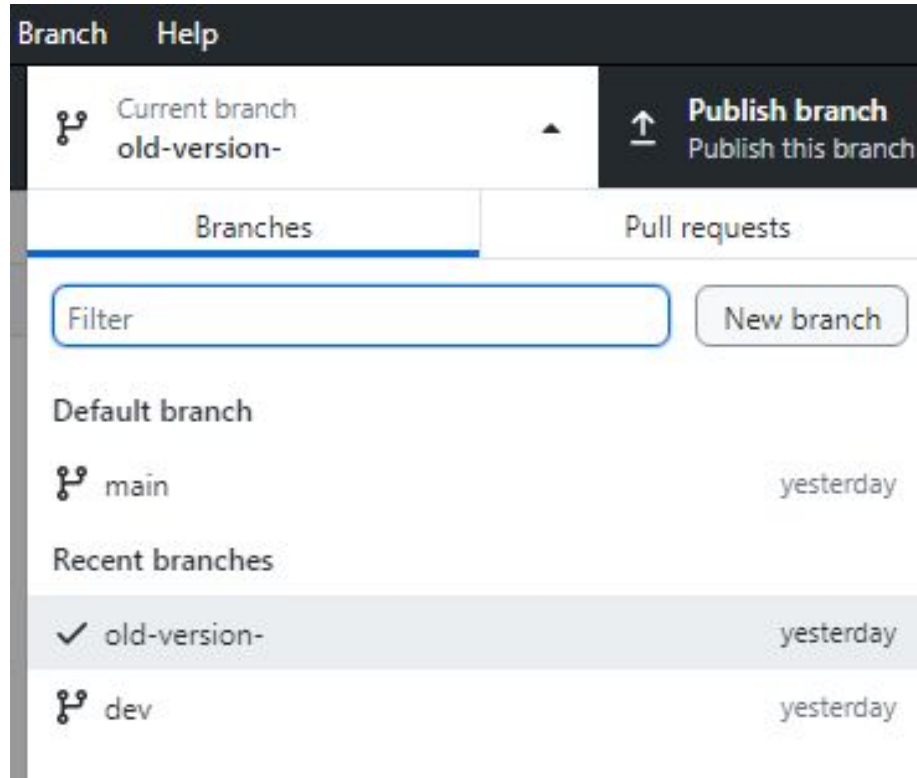 Branch Help
Current branch
old-version-
Publish branch
Publish this branch
Branches
Pull requests
Filter
New branch
Default branch
main yesterday
Recent branches
old-version- yesterday
dev yesterday